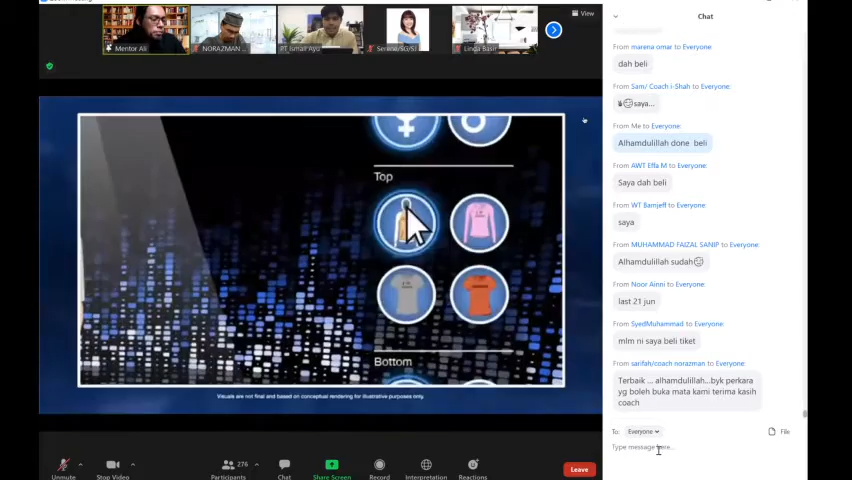 View
Mentor Ali
NORAZMAN ...
PT Ismail Ayu
Serene/SG/SI
Linda Basir
Top
Bottom
Visuals are not final and based on conceptual rendering for illustrative purposes only.
Unmute
Stop Video
276
Participants
Chat
Share Screen
Record
Interpretation
Reactions
Leave
Chat
From marena omar to Everyone:
dah beli
From Sam/ Coach i-Shah to Everyone:
saya...
From Me to Everyone:
Alhamdulillah done beli
From AWT Effa M to Everyone:
Saya dah beli
From WT Bamjeff to Everyone:
saya
From MUHAMMAD FAIZAL SANIP to Everyone:
Alhamdulillah sudah
From Noor Ainni to Everyone:
last 21 jun
From SyedMuhammad to Everyone:
mlm ni saya beli tiket
From sarifah/coach norazman to Everyone:
Terbaik ... alhamdulillah...byk perkara
yg boleh buka mata kami terima kasih
coach
To: Everyone
File
Type message here...